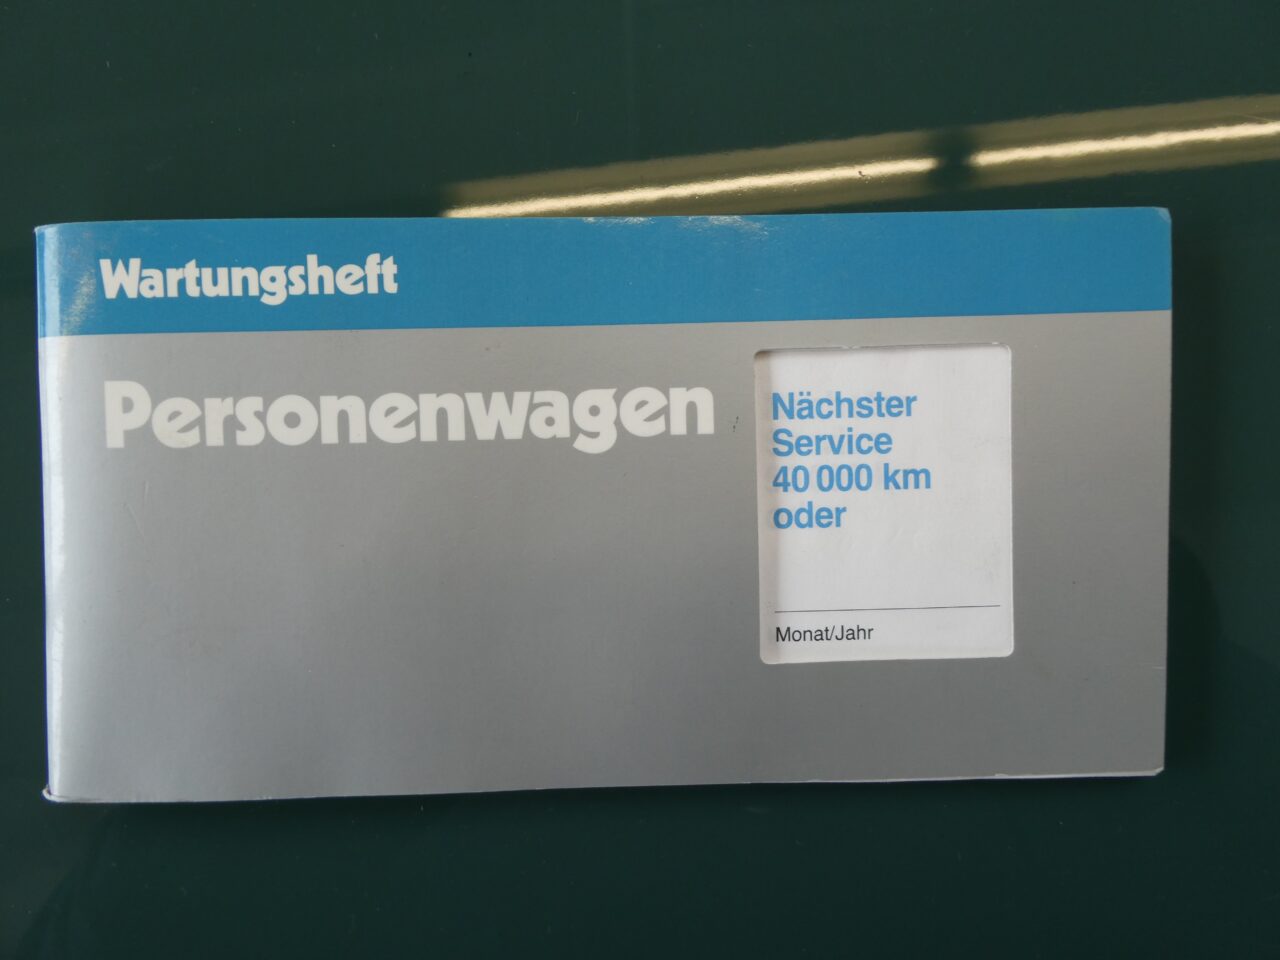 Wartungsheft
Personenwagen
Nächster
Service
40 000 km
oder
Monat/Jahr